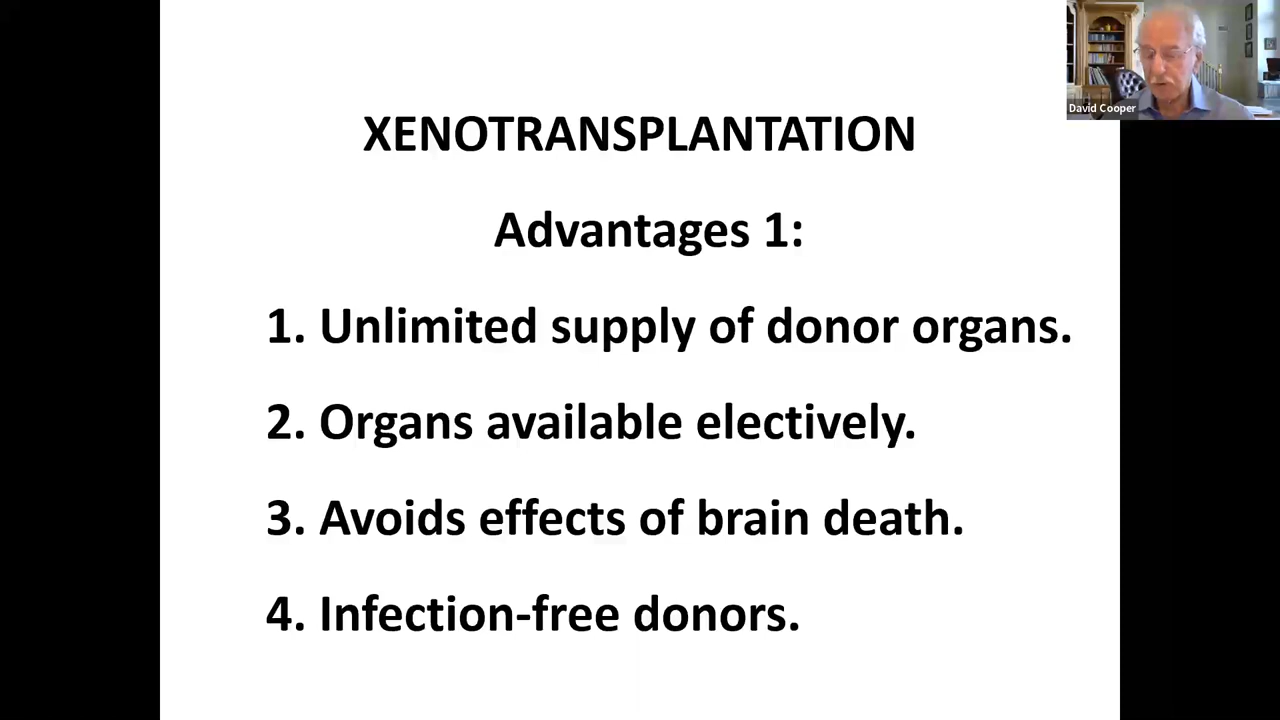 David Cooper
XENOTRANSPLANTATION
Advantages 1:
1. Unlimited supply of donor organs.
2. Organs available electively.
3. Avoids effects of brain death.
4. Infection-free donors.